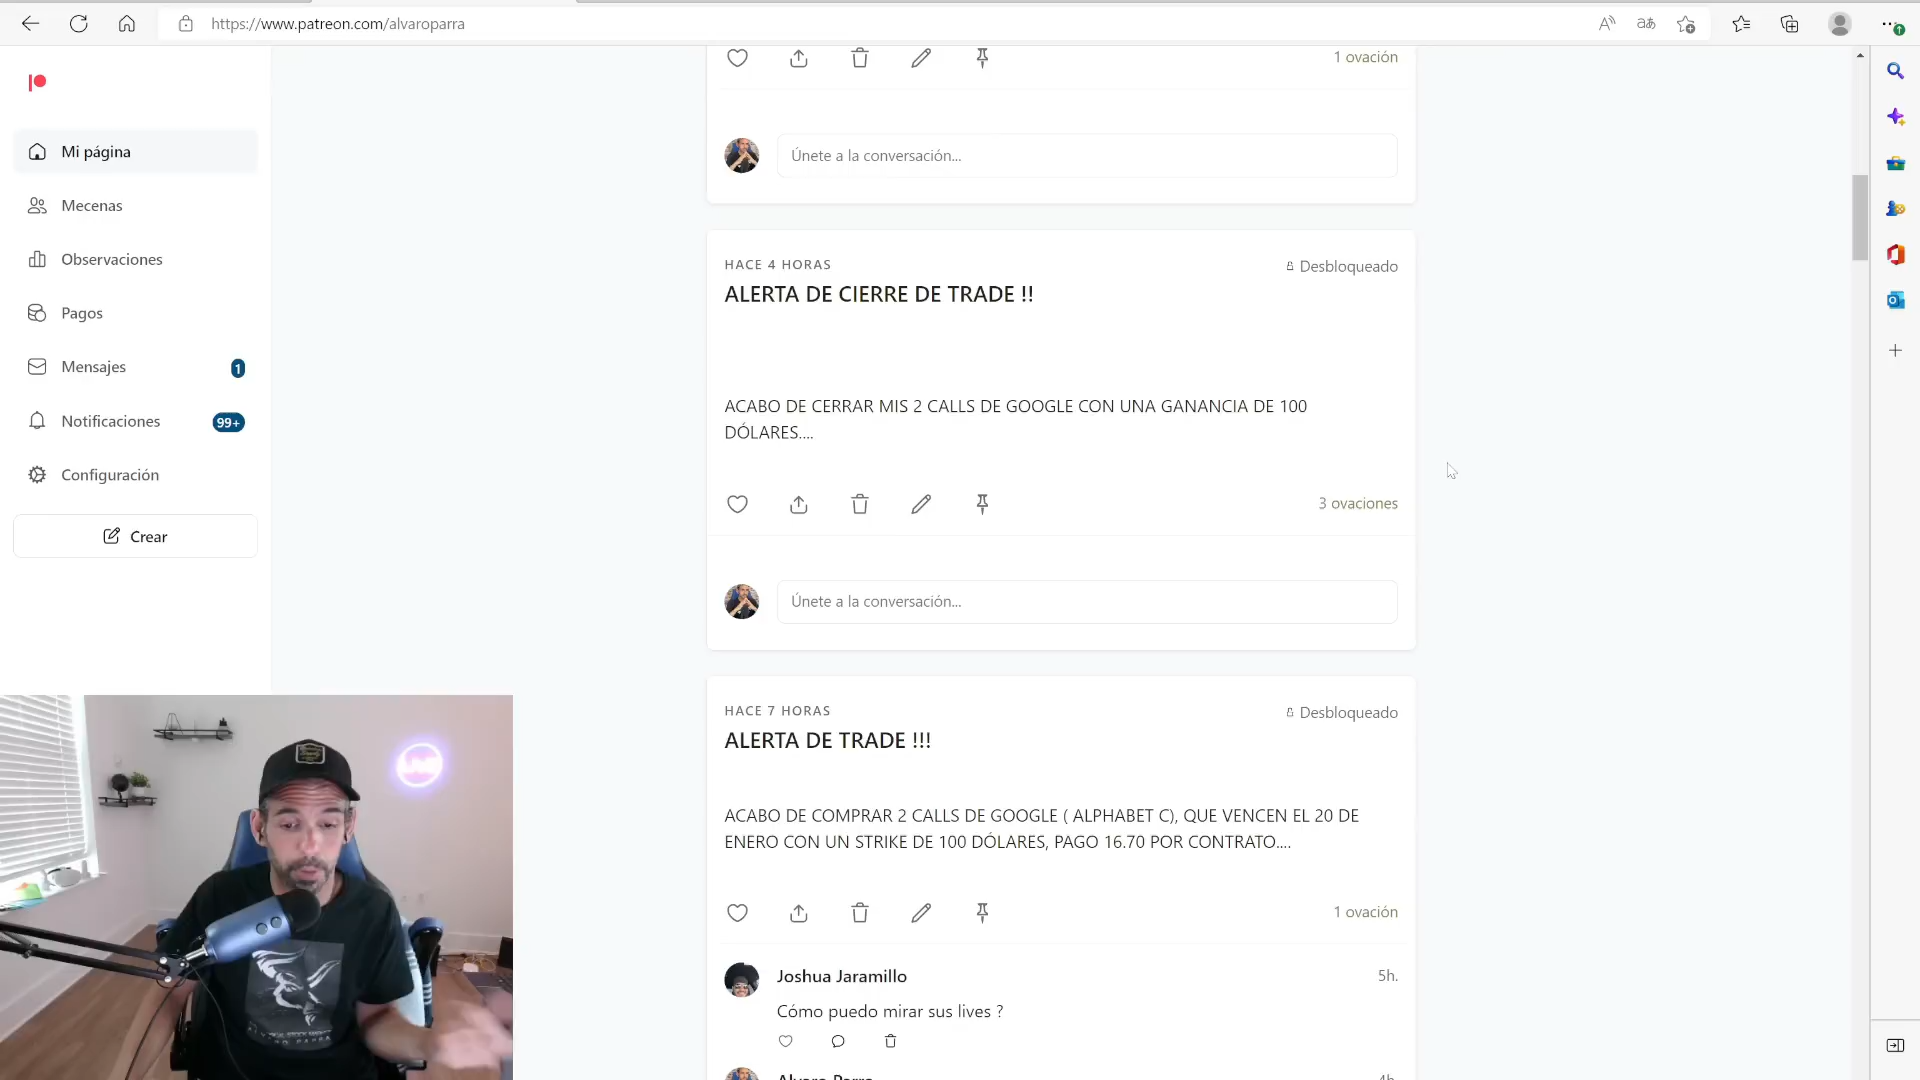 https://www.patreon.com/alvaroparra
Mi página
Mecenas
Observaciones
Pagos
Mensajes
1
Notificaciones
99+
Configuración
Crear
1 ovación
Únete a la conversación...
HACE 4 HORAS
Desbloqueado
ALERTA DE CIERRE DE TRADE !!
ACABO DE CERRAR MIS 2 CALLS DE GOOGLE CON UNA GANANCIA DE 100
DÓLARES....
3 ovaciones
Únete a la conversación...
HACE 7 HORAS
Desbloqueado
ALERTA DE TRADE !!!
ACABO DE COMPRAR 2 CALLS DE GOOGLE ( ALPHABET C), QUE VENCEN EL 20 DE
ENERO CON UN STRIKE DE 100 DÓLARES, PAGO 16.70 POR CONTRATO....
1 ovación
Joshua Jaramillo
5h.
Cómo puedo mirar sus lives ?
Alvaro Parra
4h.